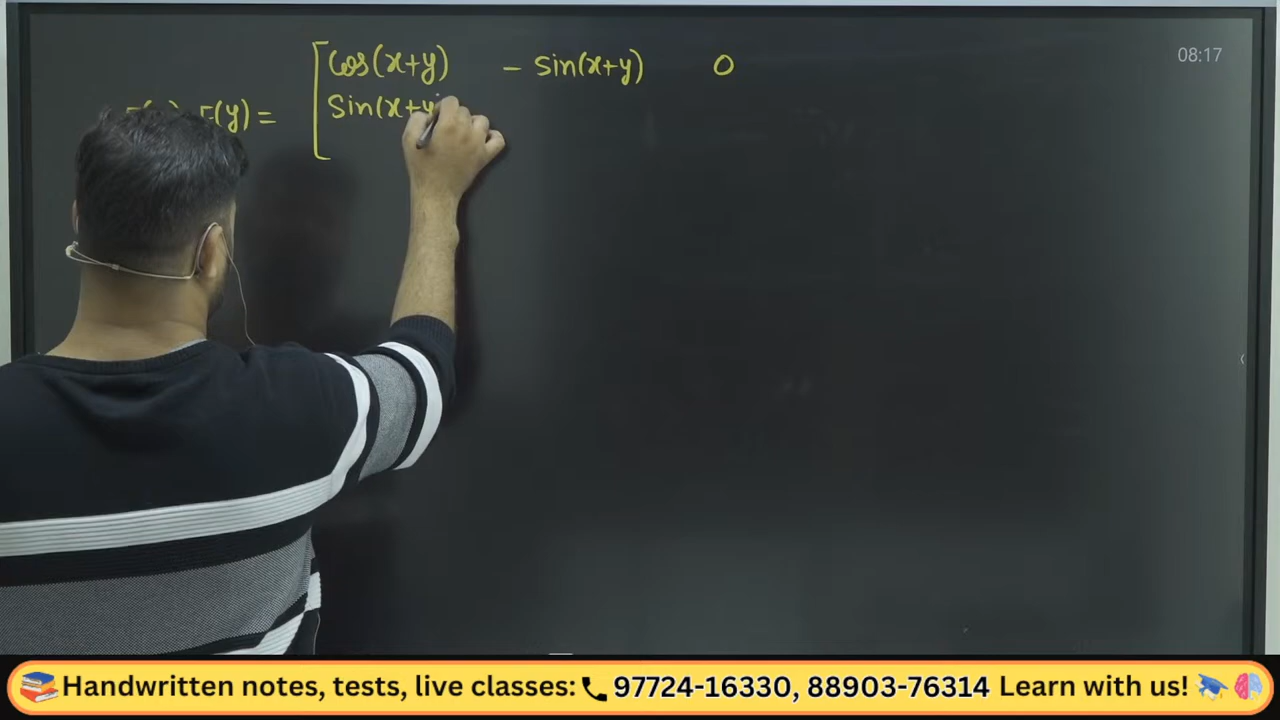 Cos(x+y) - Sin(x+y) 0
F(y) =
Sin(x+y
08:17
Handwritten notes, tests, live classes: 97724-16330, 88903-76314 Learn with us!